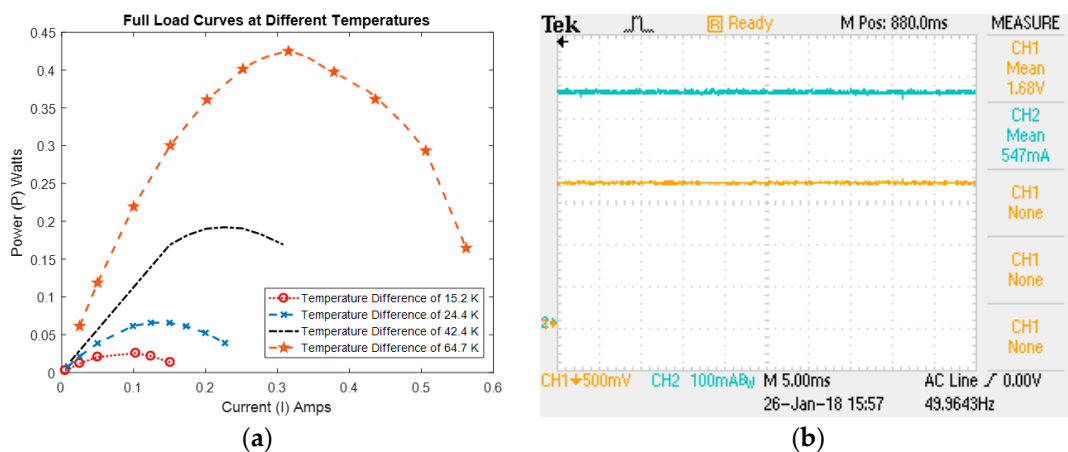 Full Load Curves at Different Temperatures
Power (P) Watts
0.45
0.4
0.35
0.3
0.25
0.2
0.15
0.1
0.05
0
0 0.1 0.2 0.3 0.4 0.5 0.6
Current (I) Amps
Temperature Difference of 15.2 K
Temperature Difference of 24.4 K
Temperature Difference of 42.4 K
Temperature Difference of 64.7 K
(a)
Tek R Ready M Pos: 880.0ms MEASURE
CH1
Mean
1.68V
CH2
Mean
547mA
CH1
None
CH1
None
CH1
None
CH1 500mV CH2 100mABW M 5.00ms AC Line 0.00V
26-Jan-18 15:57 49.9643Hz
(b)